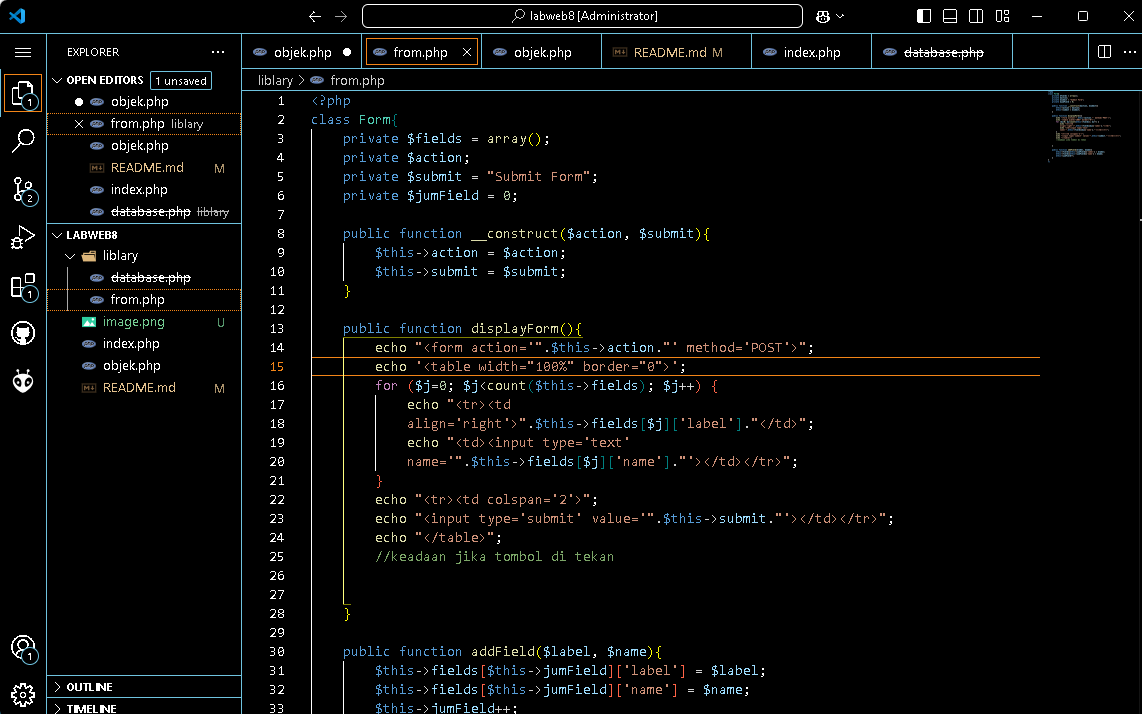 labweb8 [Administrator]
EXPLORER
OPEN EDITORS 1 unsaved
objek.php
from.php liblary
objek.php
README.md M
index.php
database.php liblary
LABWEB8
liblary
database.php
from.php
image.png U
index.php
objek.php
README.md M
OUTLINE
TIMELINE
1
2
1
1
objek.php
from.php
objek.php
README.md M
index.php
database.php
liblary > from.php
1 <?php
2 class Form{
3 private $fields = array();
4 private $action;
5 private $submit = "Submit Form";
6 private $jumField = 0;
7
8 public function __construct($action, $submit){
9 $this->action = $action;
10 $this->submit = $submit;
11 }
12
13 public function displayForm(){
14 echo "<form action='".$this->action."' method='POST'>";
15 echo '<table width="100%" border="0">';
16 for ($j=0; $j<count($this->fields); $j++) {
17 echo "<tr><td
18 align='right'>".$this->fields[$j]['label']."</td>";
19 echo "<td><input type='text'
20 name='".$this->fields[$j]['name']."'></td></tr>";
21 }
22 echo "<tr><td colspan='2'>";
23 echo "<input type='submit' value='".$this->submit."'></td></tr>";
24 echo "</table>";
25 //keadaan jika tombol di tekan
26
27
28 }
29
30 public function addField($label, $name){
31 $this->fields[$this->jumField]['label'] = $label;
32 $this->fields[$this->jumField]['name'] = $name;
33 $this->jumField++;